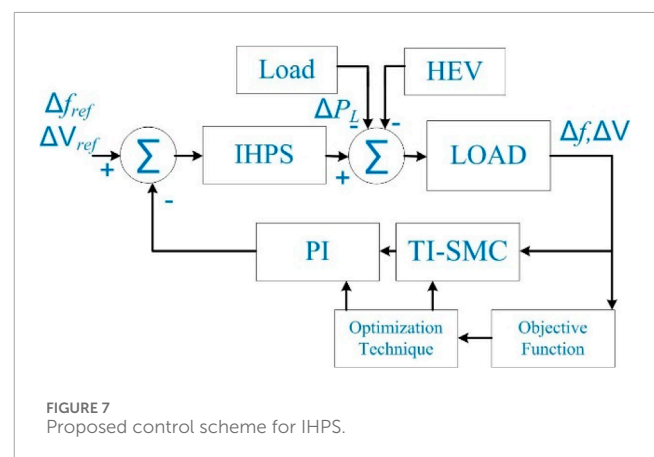 Load
HEV
Δf_ref
ΔV_ref
+
Σ
-
IHPS
ΔP_L
-
-
+
Σ
LOAD
Δf,ΔV
PI
TI-SMC
Optimization
Technique
Objective
Function
FIGURE 7
Proposed control scheme for IHPS.